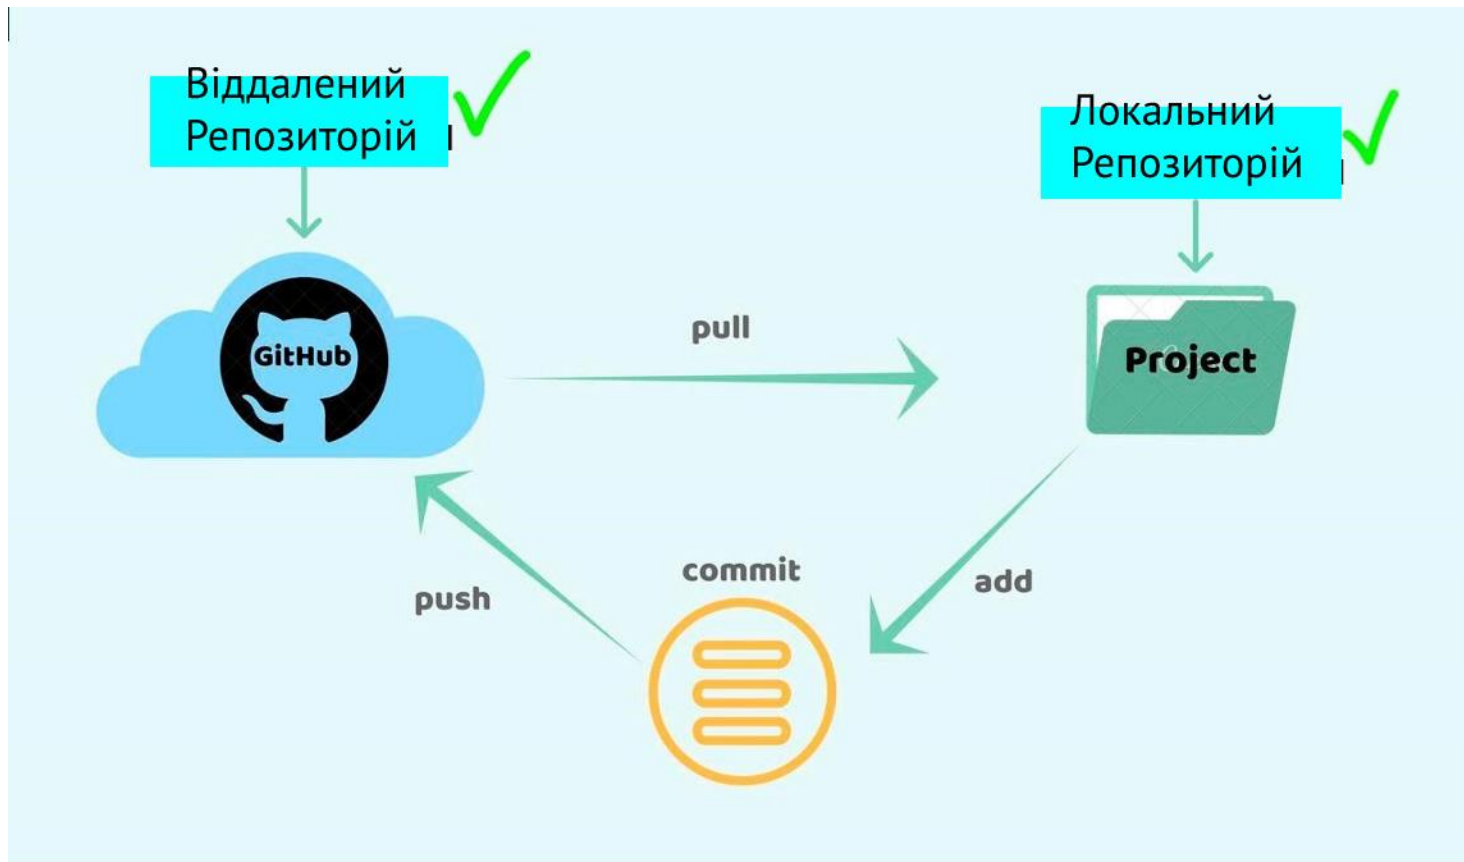 Віддалений
Репозиторій
Локальний
Репозиторій
GitHub
pull
Project
commit
add
push